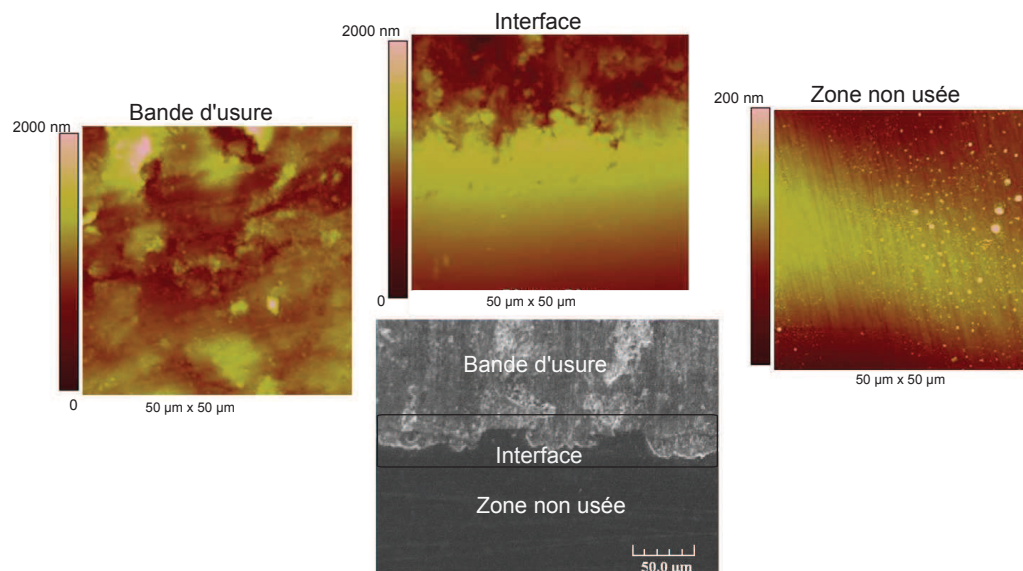 Interface
2000 nm
0
50 µm x 50 µm
Bande d'usure
2000 nm
0
50 µm x 50 µm
Zone non usée
200 nm
0
50 µm x 50 µm
Bande d'usure
Interface
Zone non usée
50.0 µm